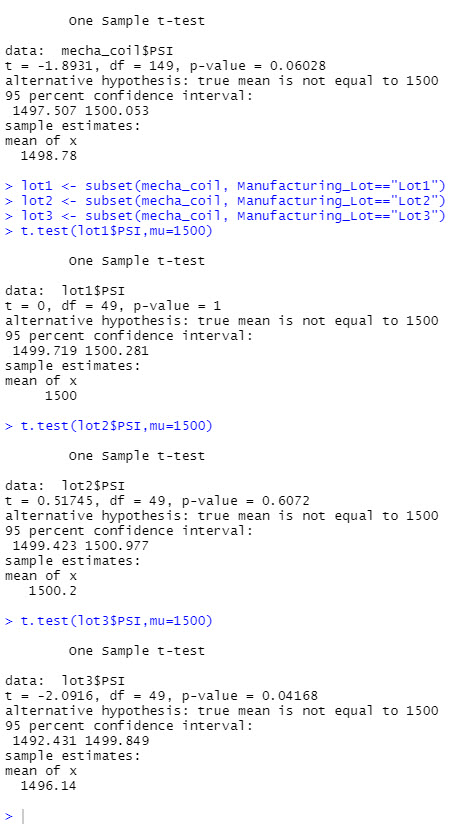 One Sample t-test
data: mecha_coil$PSI
t = -1.8931, df = 149, p-value = 0.06028
alternative hypothesis: true mean is not equal to 1500
95 percent confidence interval:
1497.507 1500.053
sample estimates:
mean of x
1498.78
> lot1 <- subset(mecha_coil, Manufacturing_Lot=="Lot1")
> lot2 <- subset(mecha_coil, Manufacturing_Lot=="Lot2")
> lot3 <- subset(mecha_coil, Manufacturing_Lot=="Lot3")
> t.test(lot1$PSI,mu=1500)
One Sample t-test
data: lot1$PSI
t = 0, df = 49, p-value = 1
alternative hypothesis: true mean is not equal to 1500
95 percent confidence interval:
1499.719 1500.281
sample estimates:
mean of x
1500
> t.test(lot2$PSI,mu=1500)
One Sample t-test
data: lot2$PSI
t = 0.51745, df = 49, p-value = 0.6072
alternative hypothesis: true mean is not equal to 1500
95 percent confidence interval:
1499.423 1500.977
sample estimates:
mean of x
1500.2
> t.test(lot3$PSI,mu=1500)
One Sample t-test
data: lot3$PSI
t = -2.0916, df = 49, p-value = 0.04168
alternative hypothesis: true mean is not equal to 1500
95 percent confidence interval:
1492.431 1499.849
sample estimates:
mean of x
1496.14
>